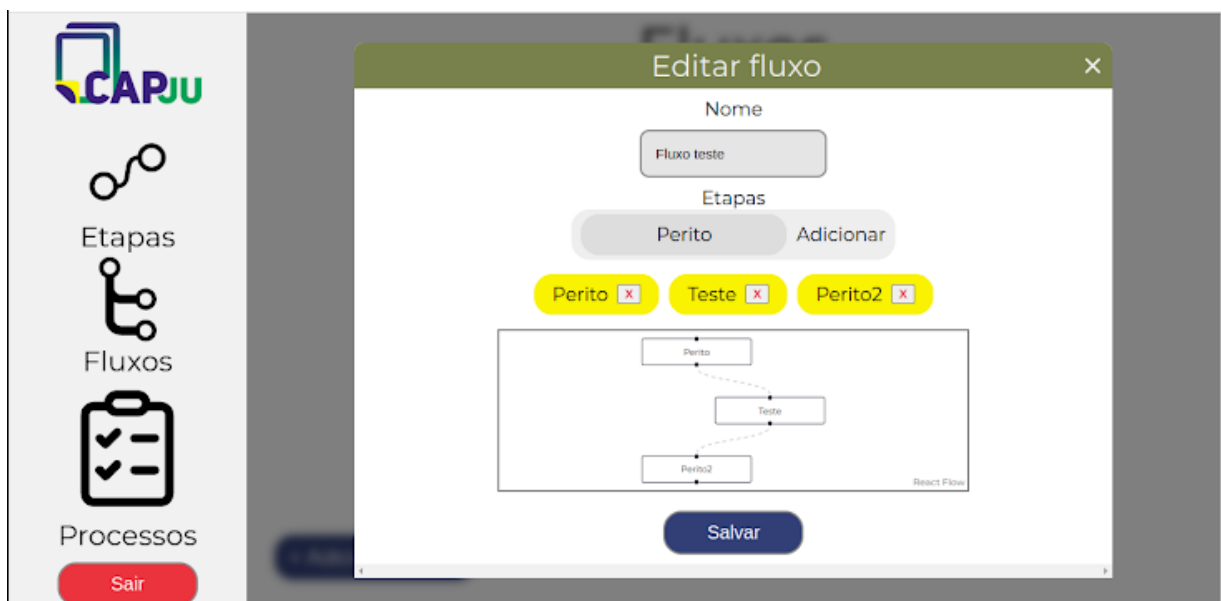 CAPJU
Etapas
Fluxos
Processos
Sair
Fluxos
Editar fluxo ×
Nome
Fluxo teste
Etapas
Perito Adicionar
Perito X Teste X Perito2 X
Perito
Teste
Perito2
React Flow
Salvar